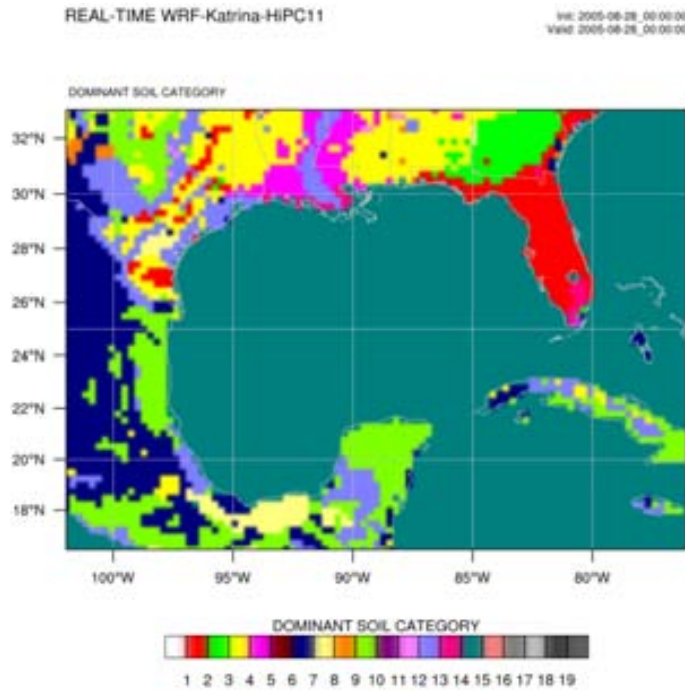 REAL-TIME WRF-Katrina-HiPC11
Init: 2005-08-28_00:00:00
Valid: 2005-08-28_00:00:00
DOMINANT SOIL CATEGORY
32°N
30°N
28°N
26°N
24°N
22°N
20°N
18°N
100°W 95°W 90°W 85°W 80°W
DOMINANT SOIL CATEGORY
1 2 3 4 5 6 7 8 9 10 11 12 13 14 15 16 17 18 19